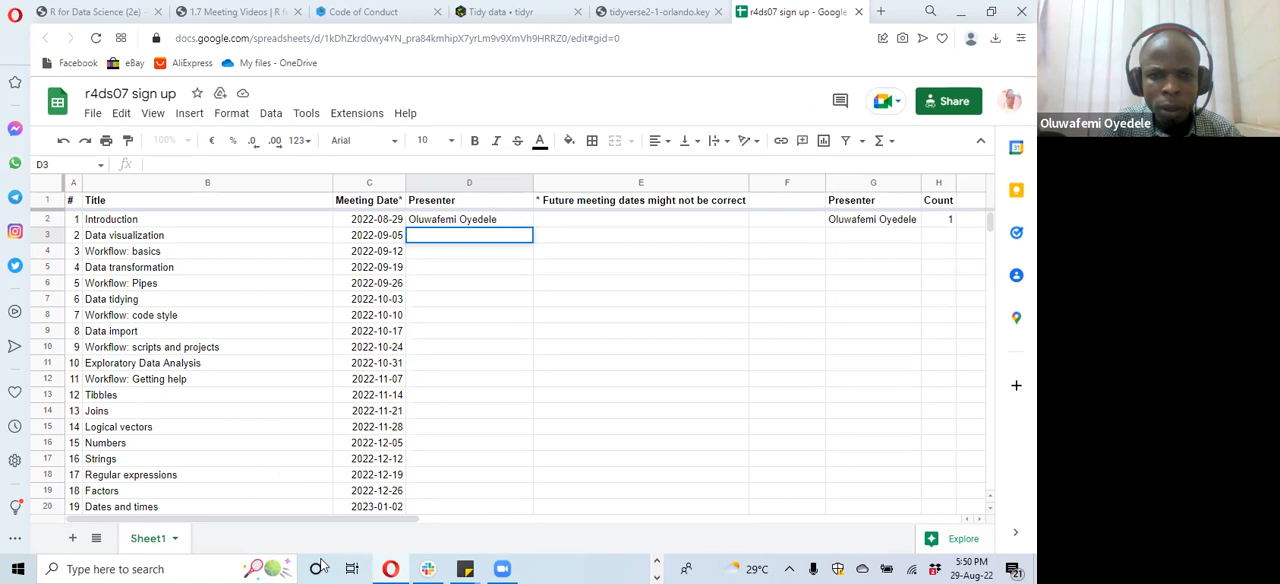 R for Data Science (2e) 1.7 Meeting Videos | R f Code of Conduct Tidy data • tidyr tidyverse2-1-orlando.key r4ds07 sign up - Google
docs.google.com/spreadsheets/d/1kDhZkrd0wy4YN_pra84kmhipX7yrLm9v9XmVh9HRRZ0/edit#gid=0
Facebook eBay AliExpress My files - OneDrive
r4ds07 sign up
File Edit View Insert Format Data Tools Extensions Help
Share
100% € % .0 .00 123 Arial 10 B I S A
D3 fx
A B C D E F G H
1 # Title Meeting Date* Presenter * Future meeting dates might not be correct Presenter Count
2 1 Introduction 2022-08-29 Oluwafemi Oyedele Oluwafemi Oyedele 1
3 2 Data visualization 2022-09-05
4 3 Workflow: basics 2022-09-12
5 4 Data transformation 2022-09-19
6 5 Workflow: Pipes 2022-09-26
7 6 Data tidying 2022-10-03
8 7 Workflow: code style 2022-10-10
9 8 Data import 2022-10-17
10 9 Workflow: scripts and projects 2022-10-24
11 10 Exploratory Data Analysis 2022-10-31
12 11 Workflow: Getting help 2022-11-07
13 12 Tibbles 2022-11-14
14 13 Joins 2022-11-21
15 14 Logical vectors 2022-11-28
16 15 Numbers 2022-12-05
17 16 Strings 2022-12-12
18 17 Regular expressions 2022-12-19
19 18 Factors 2022-12-26
20 19 Dates and times 2023-01-02
Sheet1 Explore
Type here to search 29°C 5:50 PM
29-Aug-22 21
Oluwafemi Oyedele